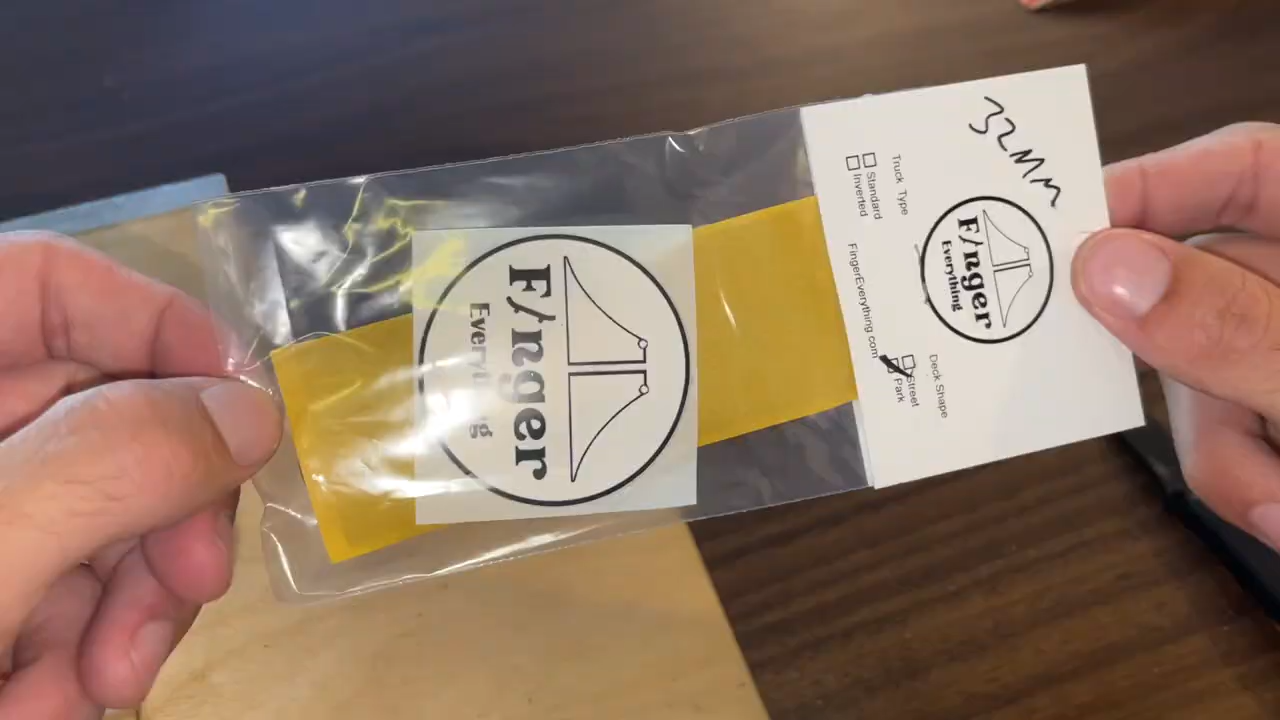 32MM
F/nger
Everything
Truck Type
Standard
Inverted
FingerEverything.com
Deck Shape
Street
Park
F/nger
Everything